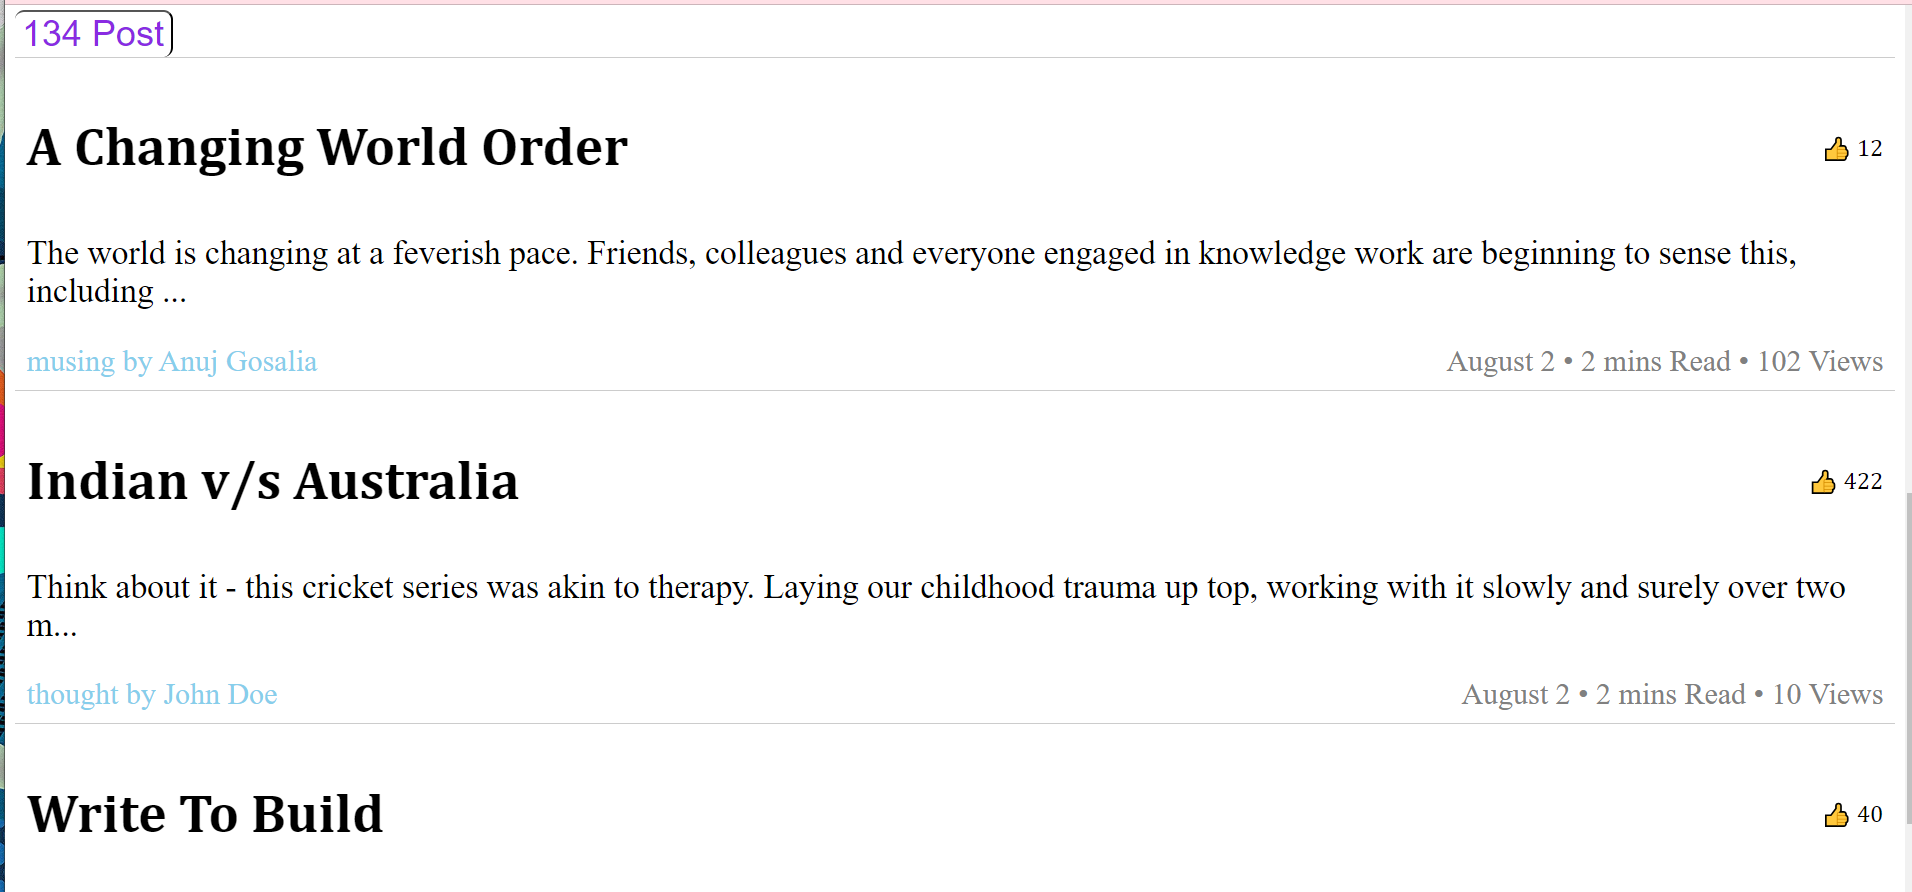 134 Post
A Changing World Order
👍 12
The world is changing at a feverish pace. Friends, colleagues and everyone engaged in knowledge work are beginning to sense this,
including ...
musing by Anuj Gosalia
August 2 • 2 mins Read • 102 Views
Indian v/s Australia
👍 422
Think about it - this cricket series was akin to therapy. Laying our childhood trauma up top, working with it slowly and surely over two
m...
thought by John Doe
August 2 • 2 mins Read • 10 Views
Write To Build
👍 40